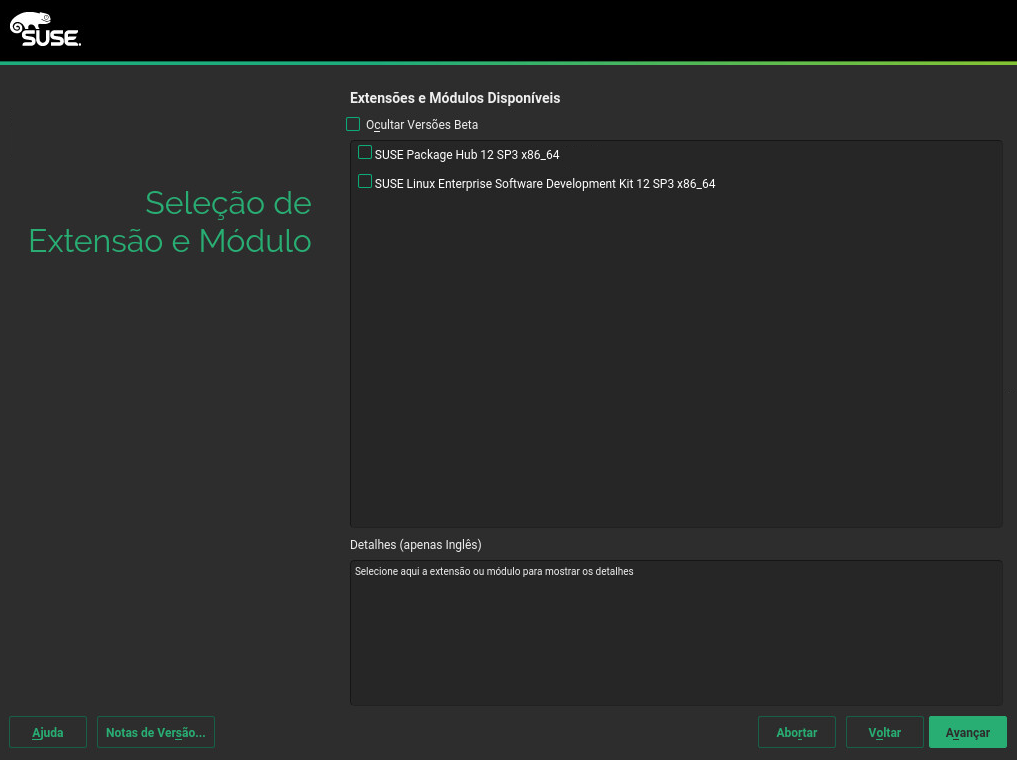 SUSE.
Extensões e Módulos Disponíveis
Ocultar Versões Beta
SUSE Package Hub 12 SP3 x86_64
SUSE Linux Enterprise Software Development Kit 12 SP3 x86_64
Seleção de
Extensão e Módulo
Detalhes (apenas Inglês)
Selecione aqui a extensão ou módulo para mostrar os detalhes
Ajuda
Notas de Versão...
Abortar
Voltar
Avançar